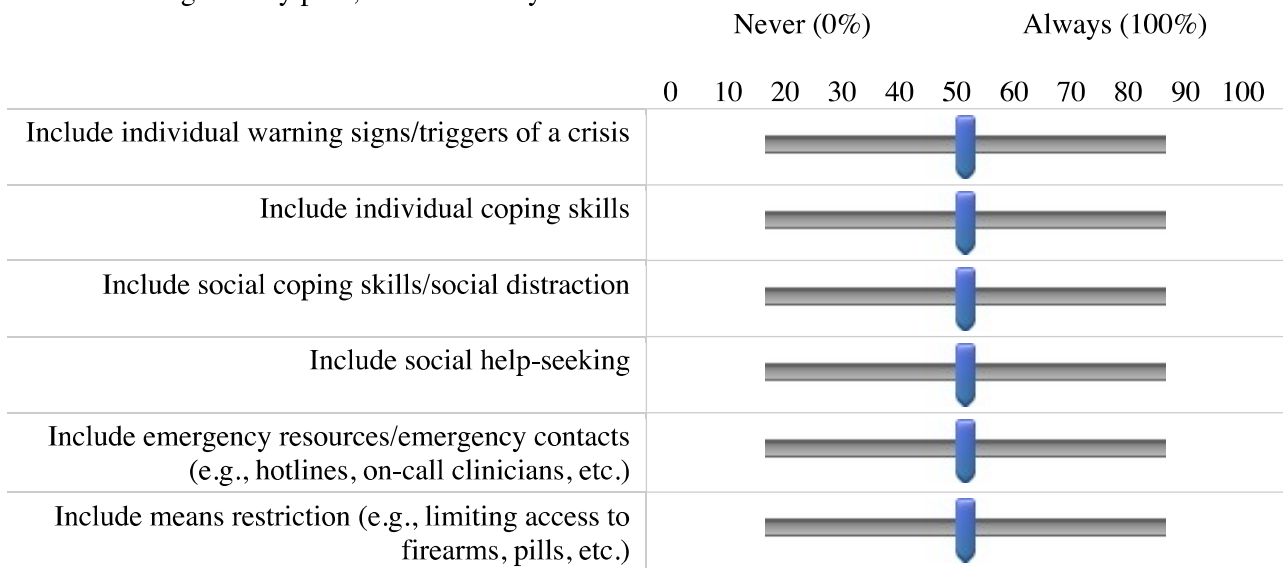 Never (0%) Always (100%)
0 10 20 30 40 50 60 70 80 90 100
Include individual warning signs/triggers of a crisis
Include individual coping skills
Include social coping skills/social distraction
Include social help-seeking
Include emergency resources/emergency contacts
(e.g., hotlines, on-call clinicians, etc.)
Include means restriction (e.g., limiting access to
firearms, pills, etc.)